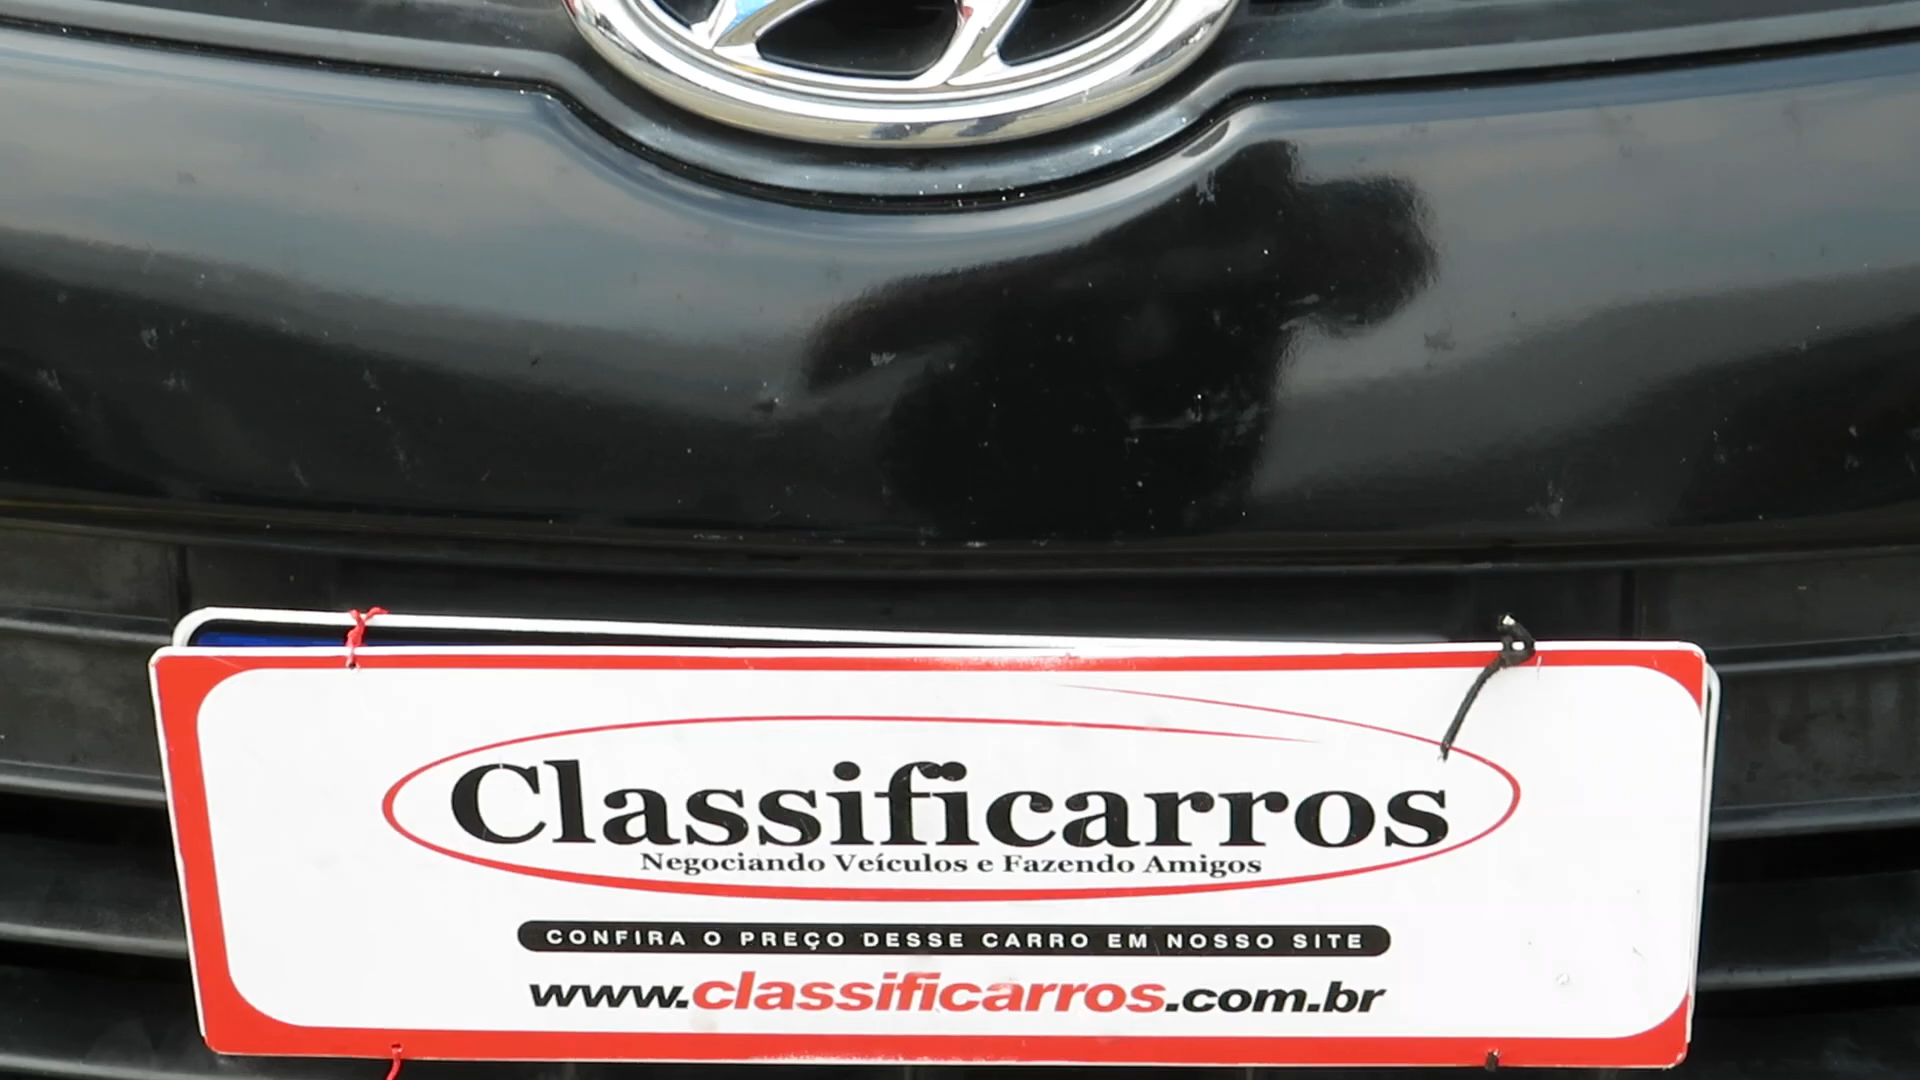 Classificarros
Negociando Veículos e Fazendo Amigos
CONFIRA O PREÇO DESSE CARRO EM NOSSO SITE
www.classificarros.com.br